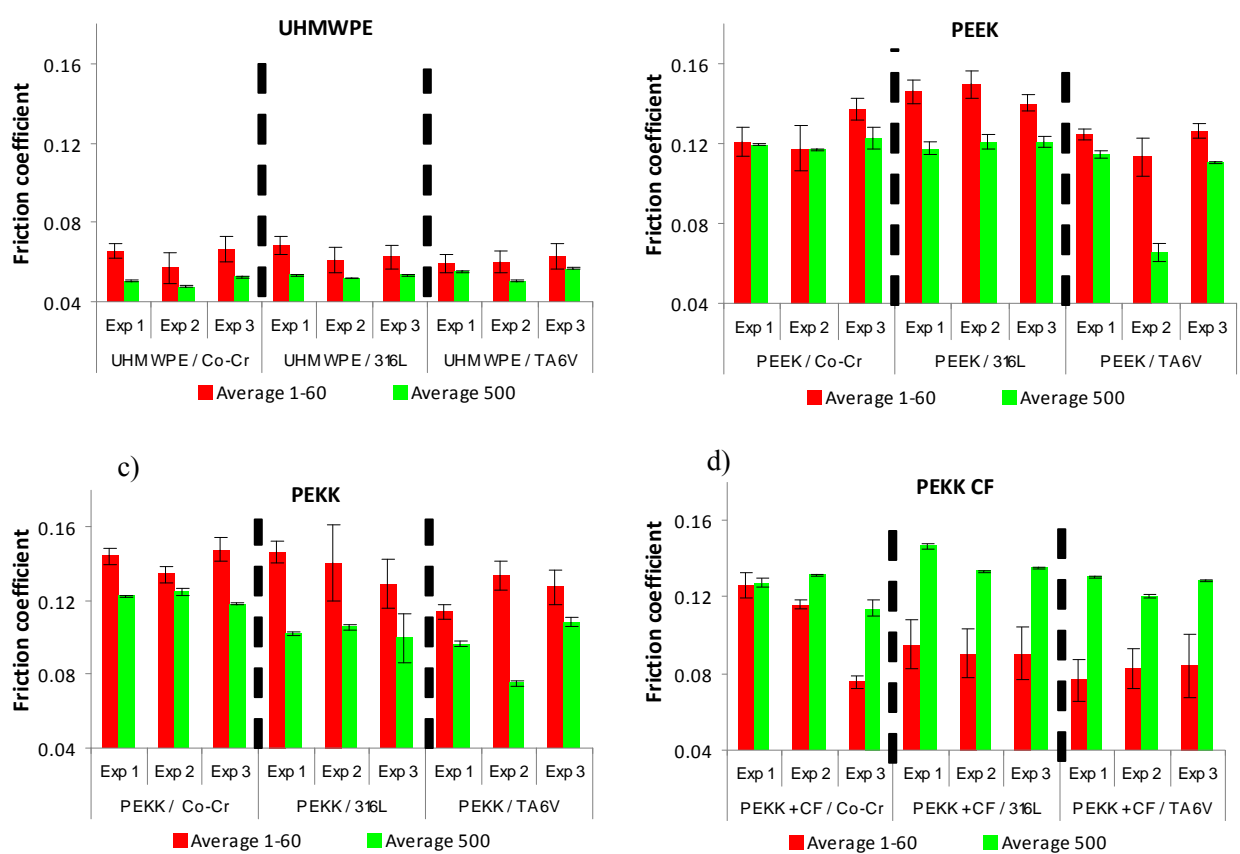 UHMWPE
Friction coefficient
0.16
0.12
0.08
0.04
Exp 1 Exp 2 Exp 3 Exp 1 Exp 2 Exp 3 Exp 1 Exp 2 Exp 3
UHMWPE / Co-Cr UHMWPE / 316L UHMWPE / TA6V
Average 1-60 Average 500
PEEK
Friction coefficient
0.16
0.12
0.08
0.04
Exp 1 Exp 2 Exp 3 Exp 1 Exp 2 Exp 3 Exp 1 Exp 2 Exp 3
PEEK / Co-Cr PEEK / 316L PEEK / TA6V
Average 1-60 Average 500
c)
PEKK
Friction coefficient
0.16
0.12
0.08
0.04
Exp 1 Exp 2 Exp 3 Exp 1 Exp 2 Exp 3 Exp 1 Exp 2 Exp 3
PEKK / Co-Cr PEKK / 316L PEKK / TA6V
Average 1-60 Average 500
d)
PEKK CF
Friction coefficient
0.16
0.12
0.08
0.04
Exp 1 Exp 2 Exp 3 Exp 1 Exp 2 Exp 3 Exp 1 Exp 2 Exp 3
PEKK +CF / Co-Cr PEKK +CF / 316L PEKK +CF / TA6V
Average 1-60 Average 500